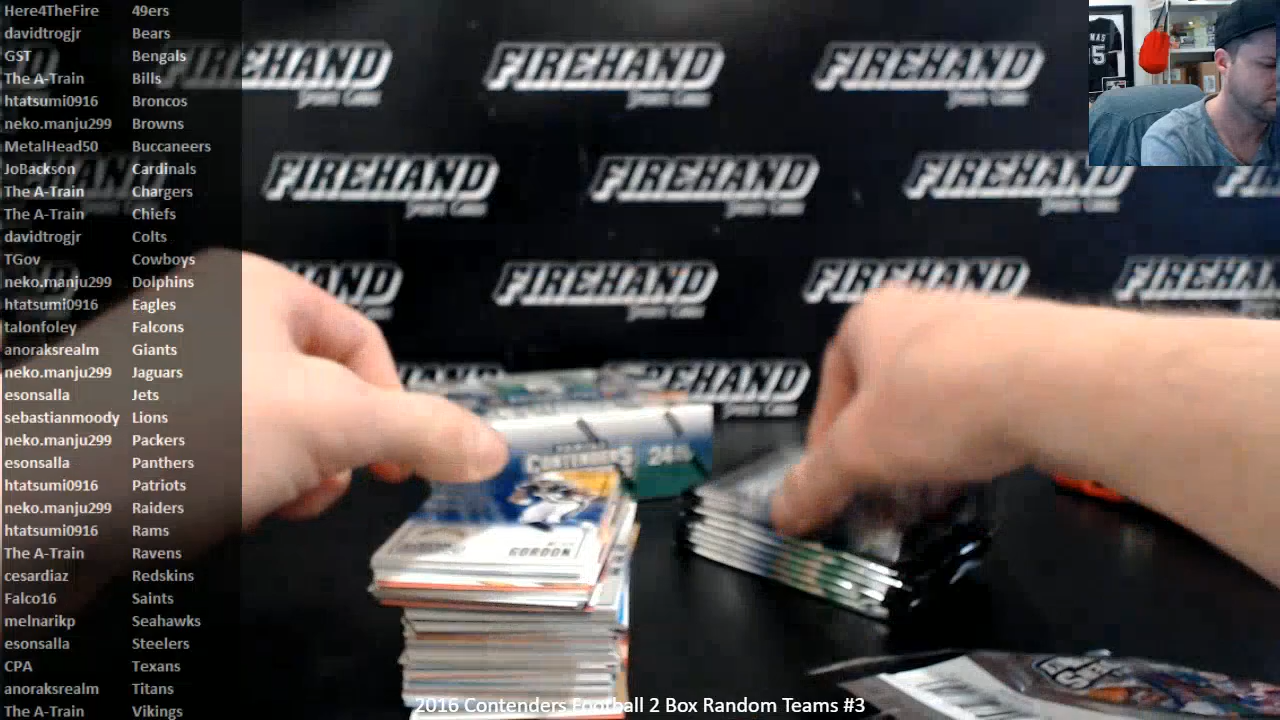 Here4TheFire 49ers
davidtrogjr Bears
GST Bengals
The A-Train Bills
htatsumi0916 Broncos
neko.manju299 Browns
MetalHead50 Buccaneers
JoBackson Cardinals
The A-Train Chargers
The A-Train Chiefs
davidtrogjr Colts
TGov Cowboys
neko.manju299 Dolphins
htatsumi0916 Eagles
talonfoley Falcons
anoraksrealm Giants
neko.manju299 Jaguars
esonsalla Jets
sebastianmoody Lions
neko.manju299 Packers
esonsalla Panthers
htatsumi0916 Patriots
neko.manju299 Raiders
htatsumi0916 Rams
The A-Train Ravens
cesardiaz Redskins
Falco16 Saints
melnarikp Seahawks
esonsalla Steelers
CPA Texans
anoraksrealm Titans
The A-Train Vikings
FIREHAND FIREHAND FIREHAND
FIREHAND FIREHAND FIREHAND
FIREHAND FIREHAND FIREHAND
CONTENDERS 24
GORDON
2016 Contenders Football 2 Box Random Teams #3